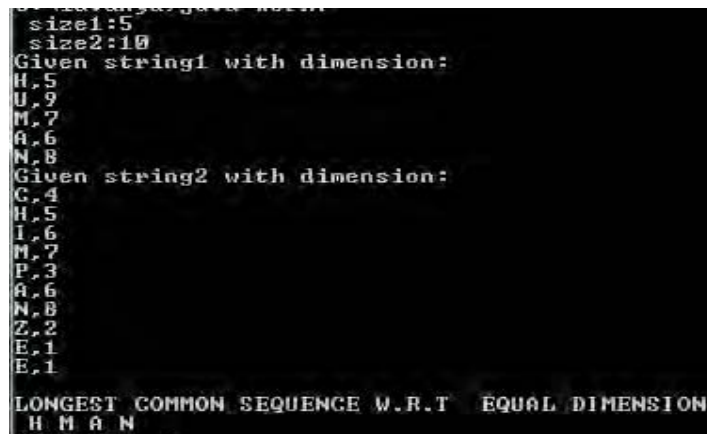 size1:5
size2:10
Given string1 with dimension:
H,5
U,9
M,7
A,6
N,8
Given string2 with dimension:
C,4
H,5
I,6
M,7
P,3
A,6
N,8
Z,2
E,1
E,1
LONGEST COMMON SEQUENCE W.R.T EQUAL DIMENSION
H M A N